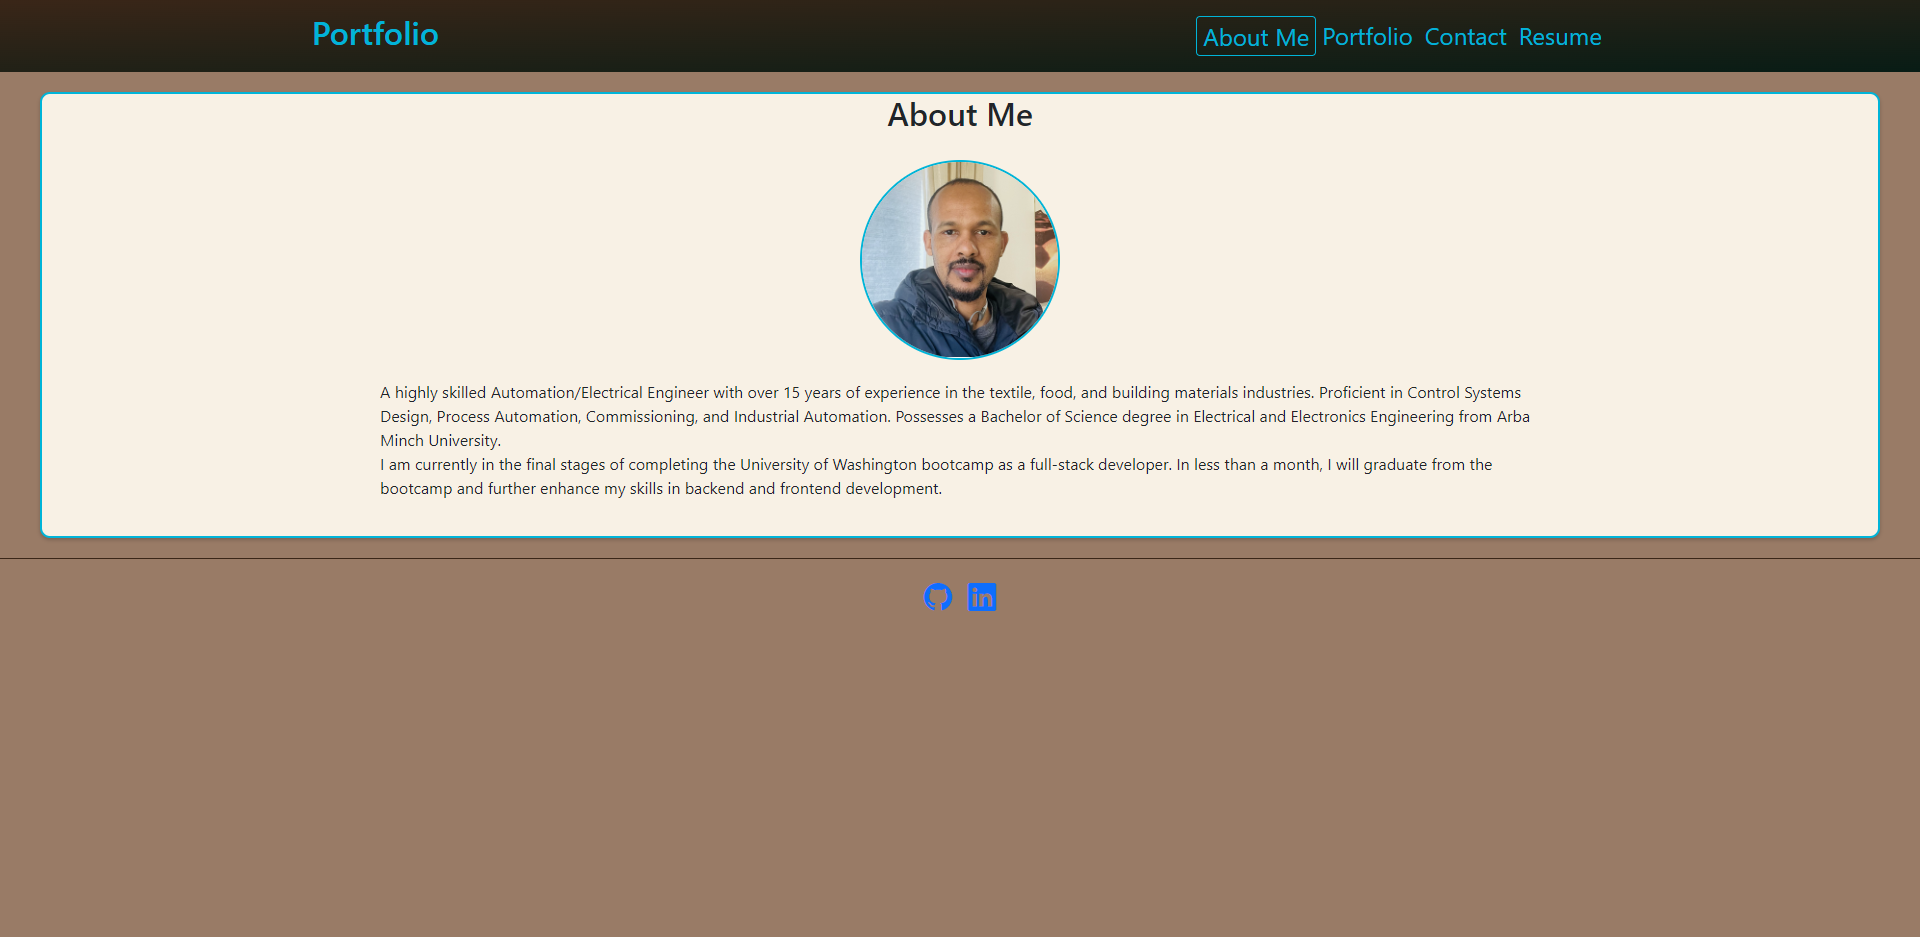 Portfolio
About Me Portfolio Contact Resume
About Me
A highly skilled Automation/Electrical Engineer with over 15 years of experience in the textile, food, and building materials industries. Proficient in Control Systems
Design, Process Automation, Commissioning, and Industrial Automation. Possesses a Bachelor of Science degree in Electrical and Electronics Engineering from Arba
Minch University.
I am currently in the final stages of completing the University of Washington bootcamp as a full-stack developer. In less than a month, I will graduate from the
bootcamp and further enhance my skills in backend and frontend development.
in